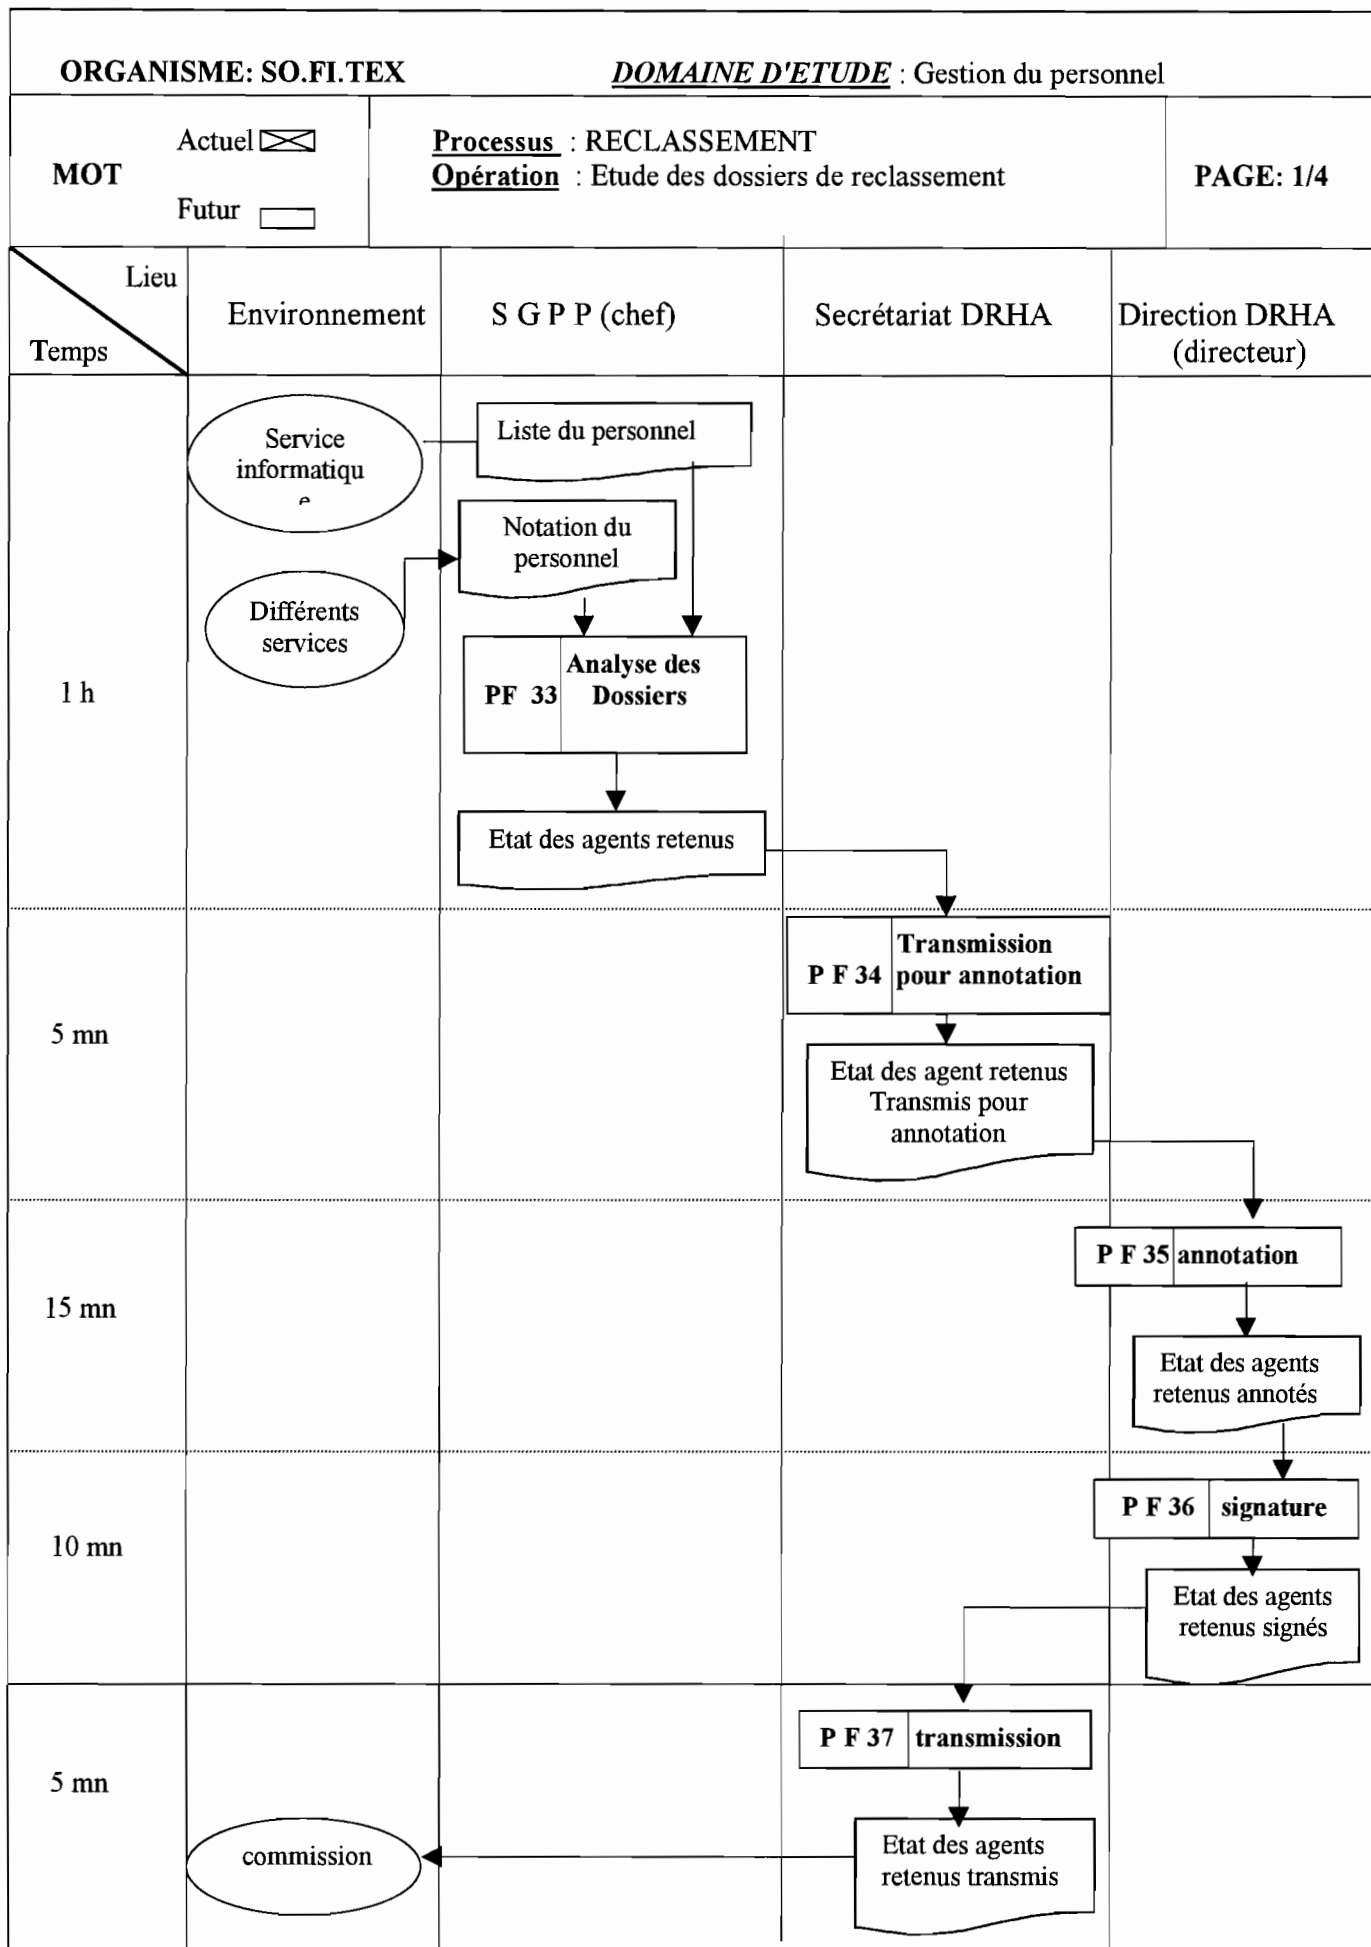 ORGANISME: SO.FI.TEX
DOMAINE D'ETUDE : Gestion du personnel
MOT
Actuel
Futur
Processus : RECLASSEMENT
Opération : Etude des dossiers de reclassement
PAGE: 1/4
Lieu
Temps
Environnement
S G P P (chef)
Secrétariat DRHA
Direction DRHA
(directeur)
Service
informatiqu
e
Liste du personnel
Notation du
personnel
Différents
services
1 h
PF 33
Analyse des
Dossiers
Etat des agents retenus
5 mn
P F 34
Transmission
pour annotation
Etat des agent retenus
Transmis pour
annotation
15 mn
P F 35
annotation
Etat des agents
retenus annotés
10 mn
P F 36
signature
Etat des agents
retenus signés
5 mn
P F 37
transmission
commission
Etat des agents
retenus transmis